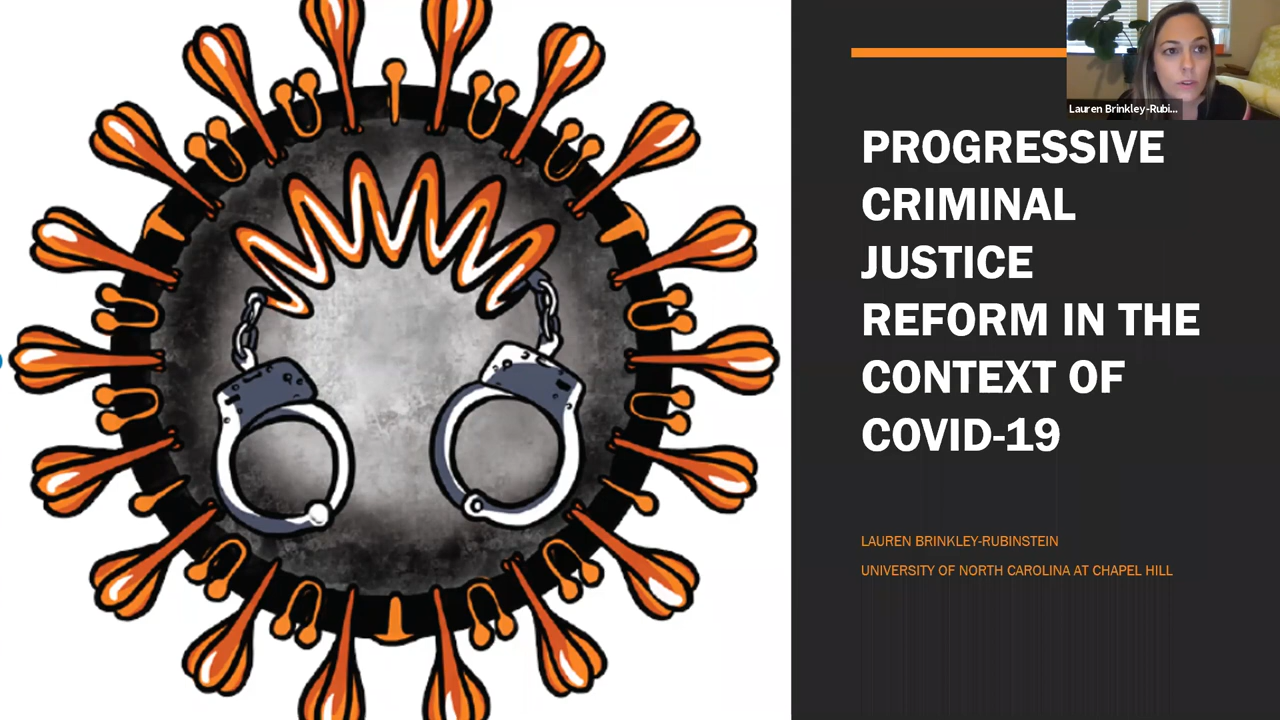 Lauren Brinkley-Rubi...
PROGRESSIVE
CRIMINAL
JUSTICE
REFORM IN THE
CONTEXT OF
COVID-19
LAUREN BRINKLEY-RUBINSTEIN
UNIVERSITY OF NORTH CAROLINA AT CHAPEL HILL